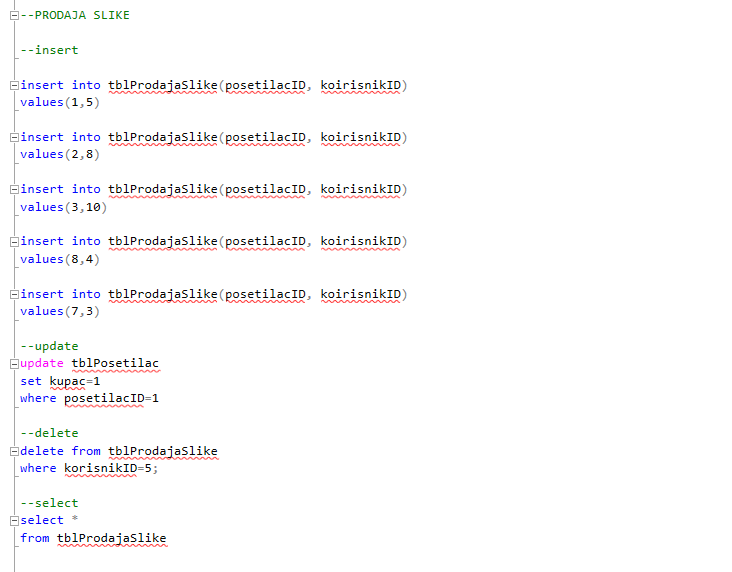 --PRODAJA SLIKE
--insert
insert into tblProdajaSlike(posetilacID, koirisnikID)
values(1,5)
insert into tblProdajaSlike(posetilacID, koirisnikID)
values(2,8)
insert into tblProdajaSlike(posetilacID, koirisnikID)
values(3,10)
insert into tblProdajaSlike(posetilacID, koirisnikID)
values(8,4)
insert into tblProdajaSlike(posetilacID, koirisnikID)
values(7,3)
--update
update tblPosetilac
set kupac=1
where posetilacID=1
--delete
delete from tblProdajaSlike
where korisnikID=5;
--select
select *
from tblProdajaSlike